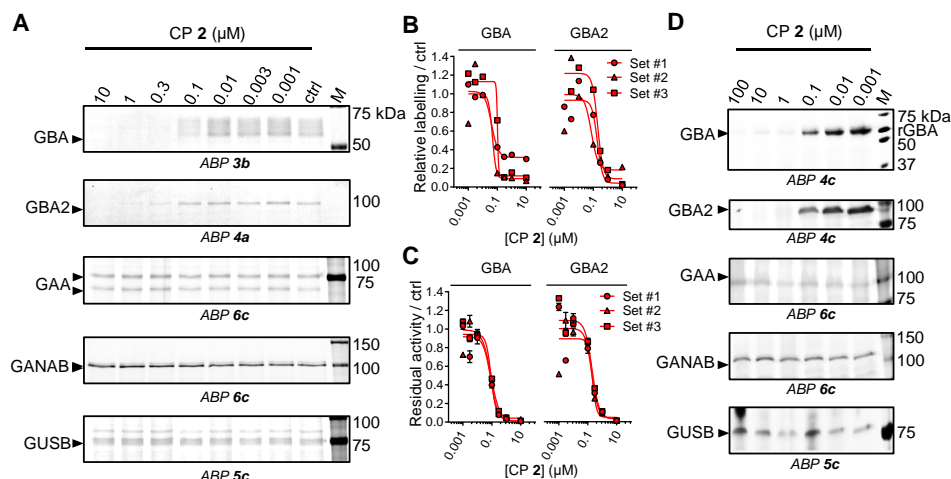 A
CP 2 (µM)
10 1 0.3 0.1 0.01 0.003 0.001 ctrl M
GBA
75 kDa
50
ABP 3b
GBA2
100
ABP 4a
GAA
100
75
ABP 6c
GANAB
150
100
ABP 6c
GUSB
100
75
ABP 5c
B
GBA GBA2
Relative labelling / ctrl
1.4
1.2
1.0
0.8
0.6
0.4
0.2
0.0
Set #1
Set #2
Set #3
0.001 0.1 10 0.001 0.1 10
[CP 2] (µM)
C
GBA GBA2
Residual activity / ctrl
1.4
1.2
1.0
0.8
0.6
0.4
0.2
0.0
Set #1
Set #2
Set #3
0.001 0.1 10 0.001 0.1 10
[CP 2] (µM)
D
CP 2 (µM)
100 10 1 0.1 0.01 0.001 M
GBA
75 kDa
rGBA
50
37
ABP 4c
GBA2
100
75
ABP 4c
GAA
100
75
ABP 6c
GANAB
150
100
ABP 6c
GUSB
75
ABP 5c